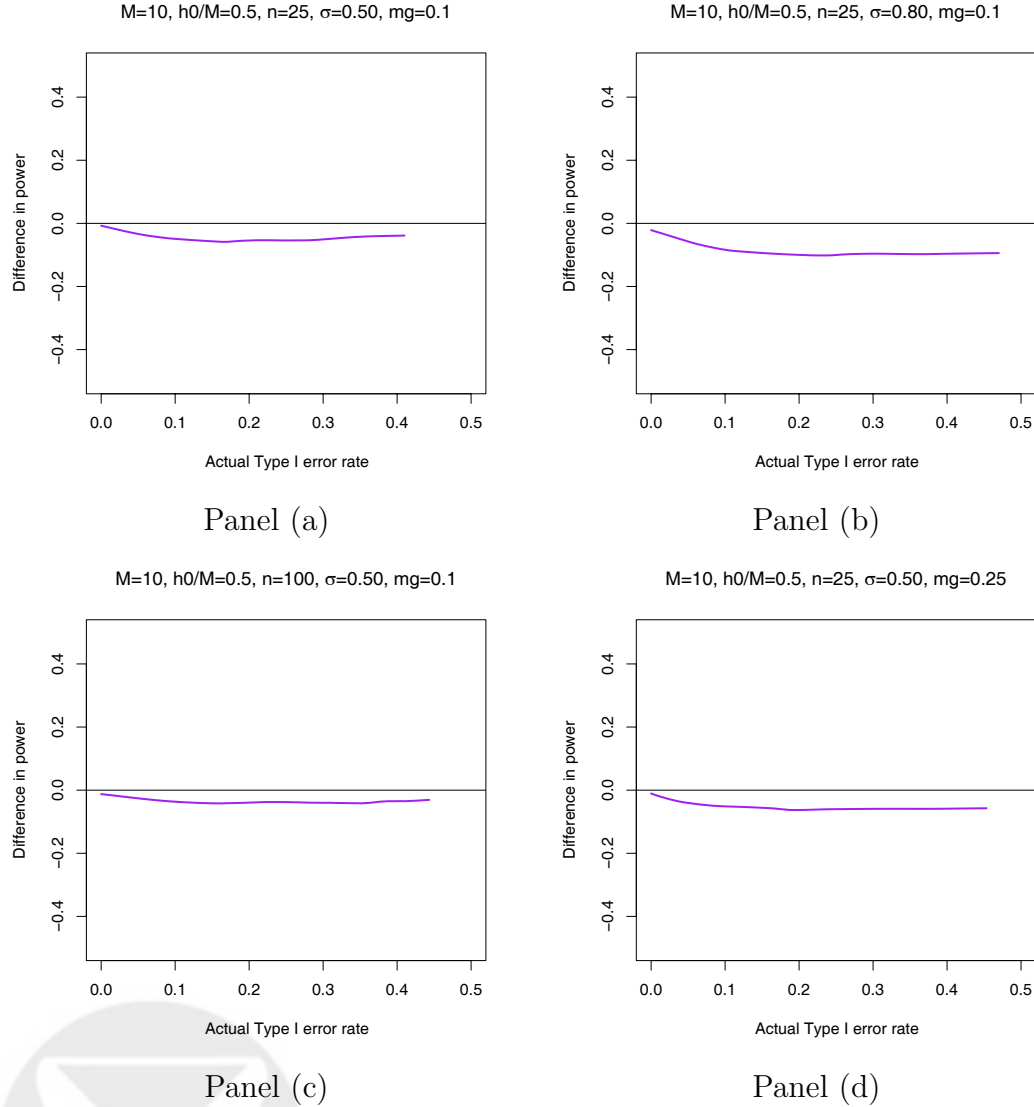 M=10, h0/M=0.5, n=25, σ=0.50, mg=0.1
Difference in power
0.4
0.2
0.0
−0.2
−0.4
0.0 0.1 0.2 0.3 0.4 0.5
Actual Type I error rate
Panel (a)
M=10, h0/M=0.5, n=25, σ=0.80, mg=0.1
Difference in power
0.4
0.2
0.0
−0.2
−0.4
0.0 0.1 0.2 0.3 0.4 0.5
Actual Type I error rate
Panel (b)
M=10, h0/M=0.5, n=100, σ=0.50, mg=0.1
Difference in power
0.4
0.2
0.0
−0.2
−0.4
0.0 0.1 0.2 0.3 0.4 0.5
Actual Type I error rate
Panel (c)
M=10, h0/M=0.5, n=25, σ=0.50, mg=0.25
Difference in power
0.4
0.2
0.0
−0.2
−0.4
0.0 0.1 0.2 0.3 0.4 0.5
Actual Type I error rate
Panel (d)